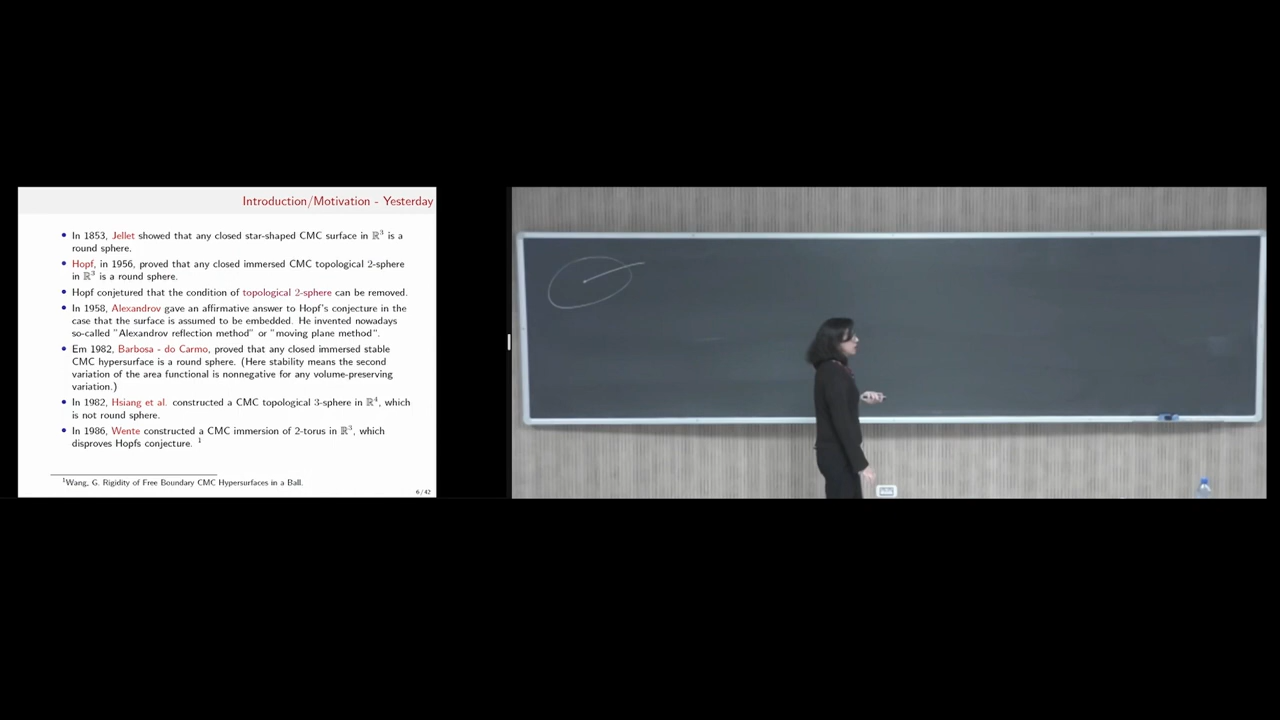 Introduction/Motivation - Yesterday
• In 1853, Jellet showed that any closed star-shaped CMC surface in ℝ³ is a
round sphere.
• Hopf, in 1956, proved that any closed immersed CMC topological 2-sphere
in ℝ³ is a round sphere.
• Hopf conjetured that the condition of topological 2-sphere can be removed.
• In 1958, Alexandrov gave an affirmative answer to Hopf's conjecture in the
case that the surface is assumed to be embedded. He invented nowadays
so-called "Alexandrov reflection method" or "moving plane method".
• Em 1982, Barbosa - do Carmo, proved that any closed immersed stable
CMC hypersurface is a round sphere. (Here stability means the second
variation of the area functional is nonnegative for any volume-preserving
variation.)
• In 1982, Hsiang et al. constructed a CMC topological 3-sphere in ℝ⁴, which
is not round sphere.
• In 1986, Wente constructed a CMC immersion of 2-torus in ℝ³, which
disproves Hopfs conjecture. ¹
¹Wang, G. Rigidity of Free Boundary CMC Hypersurfaces in a Ball.
6 / 42